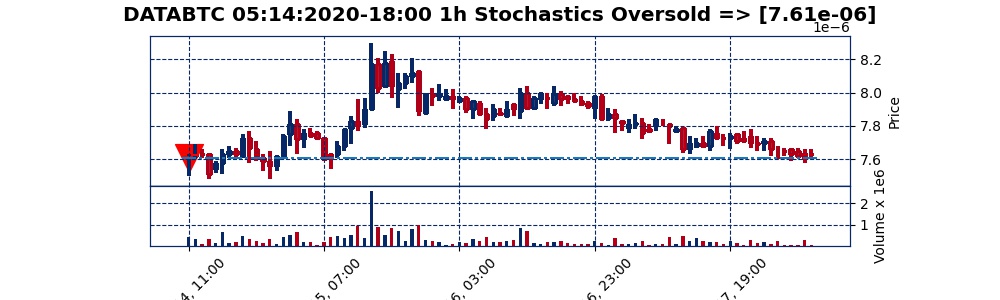 DATABTC 05:14:2020-18:00 1h Stochastics Oversold => [7.61e-06]
1e−6
8.2
8.0
7.8
7.6
Price
2
1
Volume x 1e6
4, 11:00
5, 07:00
6, 03:00
6, 23:00
7, 19:00